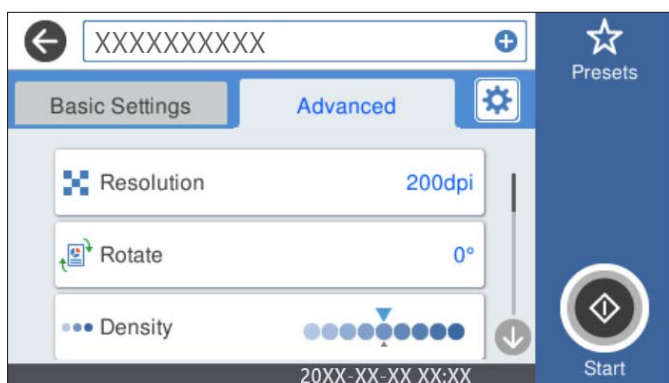 XXXXXXXXXX
Presets
Basic Settings
Advanced
Resolution 200dpi
Rotate 0°
Density
20XX-XX-XX XX:XX
Start